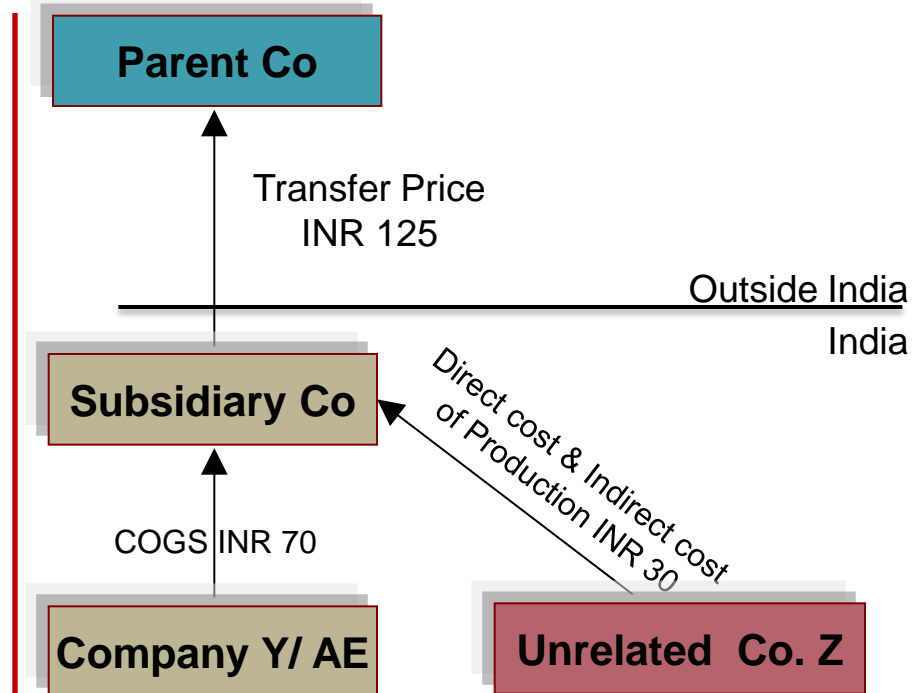 Parent Co
Transfer Price
INR 125
Outside India
India
Subsidiary Co
Direct cost & Indirect cost
of Production INR 30
COGS INR 70
Company Y/ AE
Unrelated  Co. Z